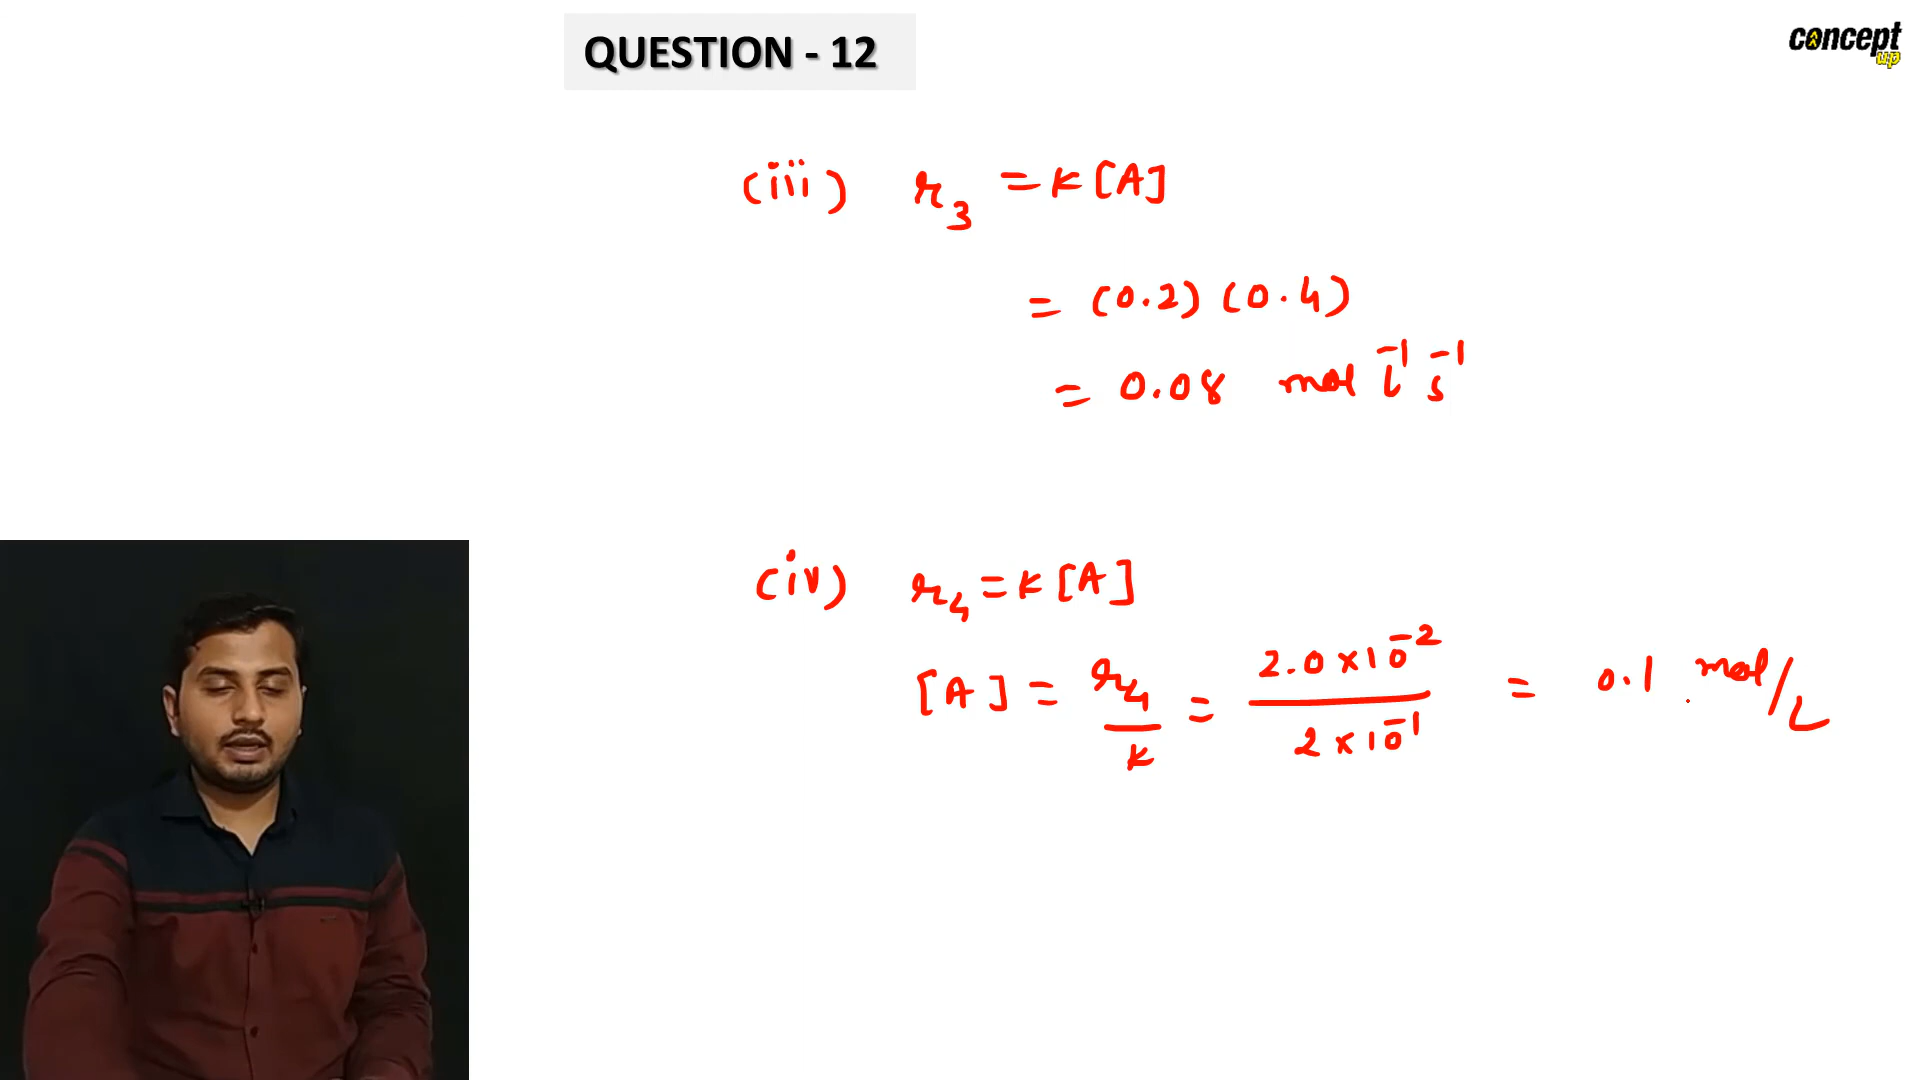 QUESTION - 12
concept
up
(iii) r₃ = K[A]
= (0.2) (0.4)
= 0.08 mol L⁻¹ s⁻¹
(iv) r₄ = K[A]
[A] = r₄/K = 2.0×10⁻²/2×10⁻¹ = 0.1 mol/L